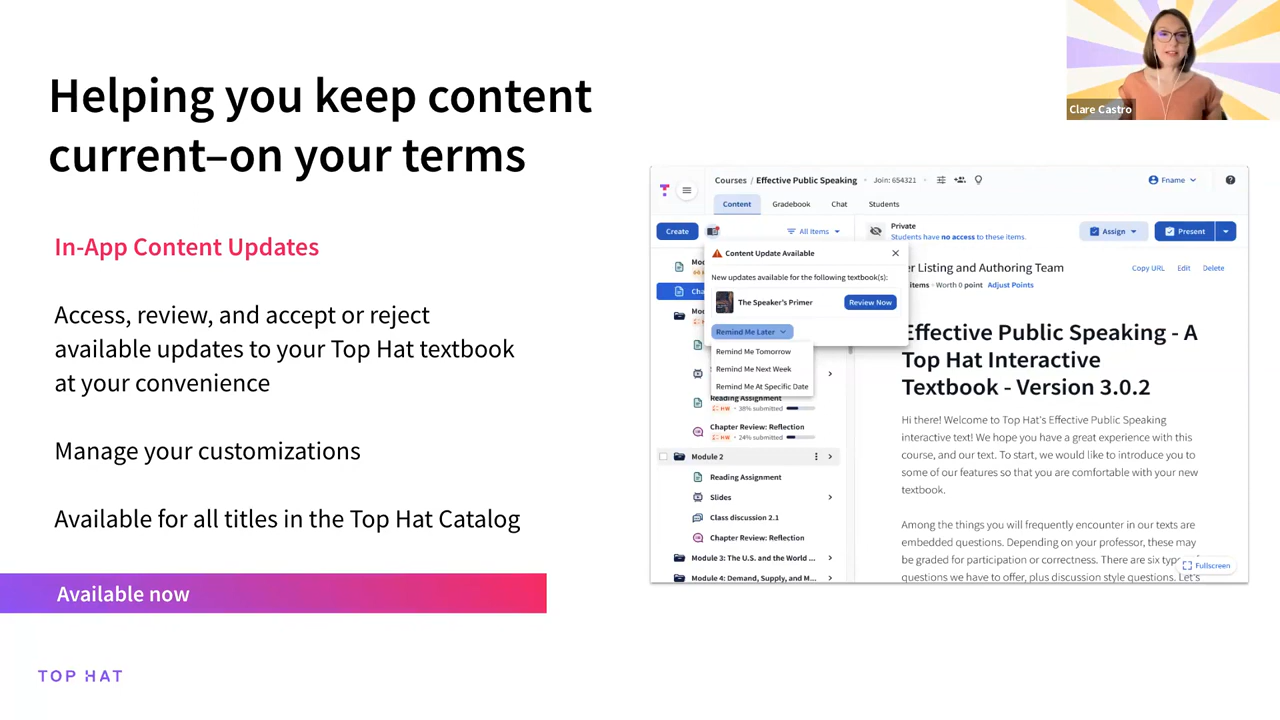 Helping you keep content
current–on your terms
In-App Content Updates
Access, review, and accept or reject
available updates to your Top Hat textbook
at your convenience
Manage your customizations
Available for all titles in the Top Hat Catalog
Available now
TOP HAT
Clare Castro
Courses / Effective Public Speaking • Join: 654321 •
Fname
Content Gradebook Chat Students
Create
All Items
Private
Students have no access to these items.
Assign
Present
Content Update Available
New updates available for the following textbook(s):
The Speaker's Primer
Review Now
Remind Me Later
Remind Me Tomorrow
Remind Me Next Week
Remind Me At Specific Date
Reading Assignment
HW • 38% submitted
Chapter Review: Reflection
HW • 24% submitted
Module 2
Reading Assignment
Slides
Class discussion 2.1
Chapter Review: Reflection
Module 3: The U.S. and the World ...
Module 4: Demand, Supply, and M...
er Listing and Authoring Team
Copy URL Edit Delete
items • Worth 0 point Adjust Points
Effective Public Speaking - A
Top Hat Interactive
Textbook - Version 3.0.2
Hi there! Welcome to Top Hat's Effective Public Speaking
interactive text! We hope you have a great experience with this
course, and our text. To start, we would like to introduce you to
some of our features so that you are comfortable with your new
textbook.
Among the things you will frequently encounter in our texts are
embedded questions. Depending on your professor, these may
be graded for participation or correctness. There are six type
questions we have to offer, plus discussion style questions. Let's
Fullscreen